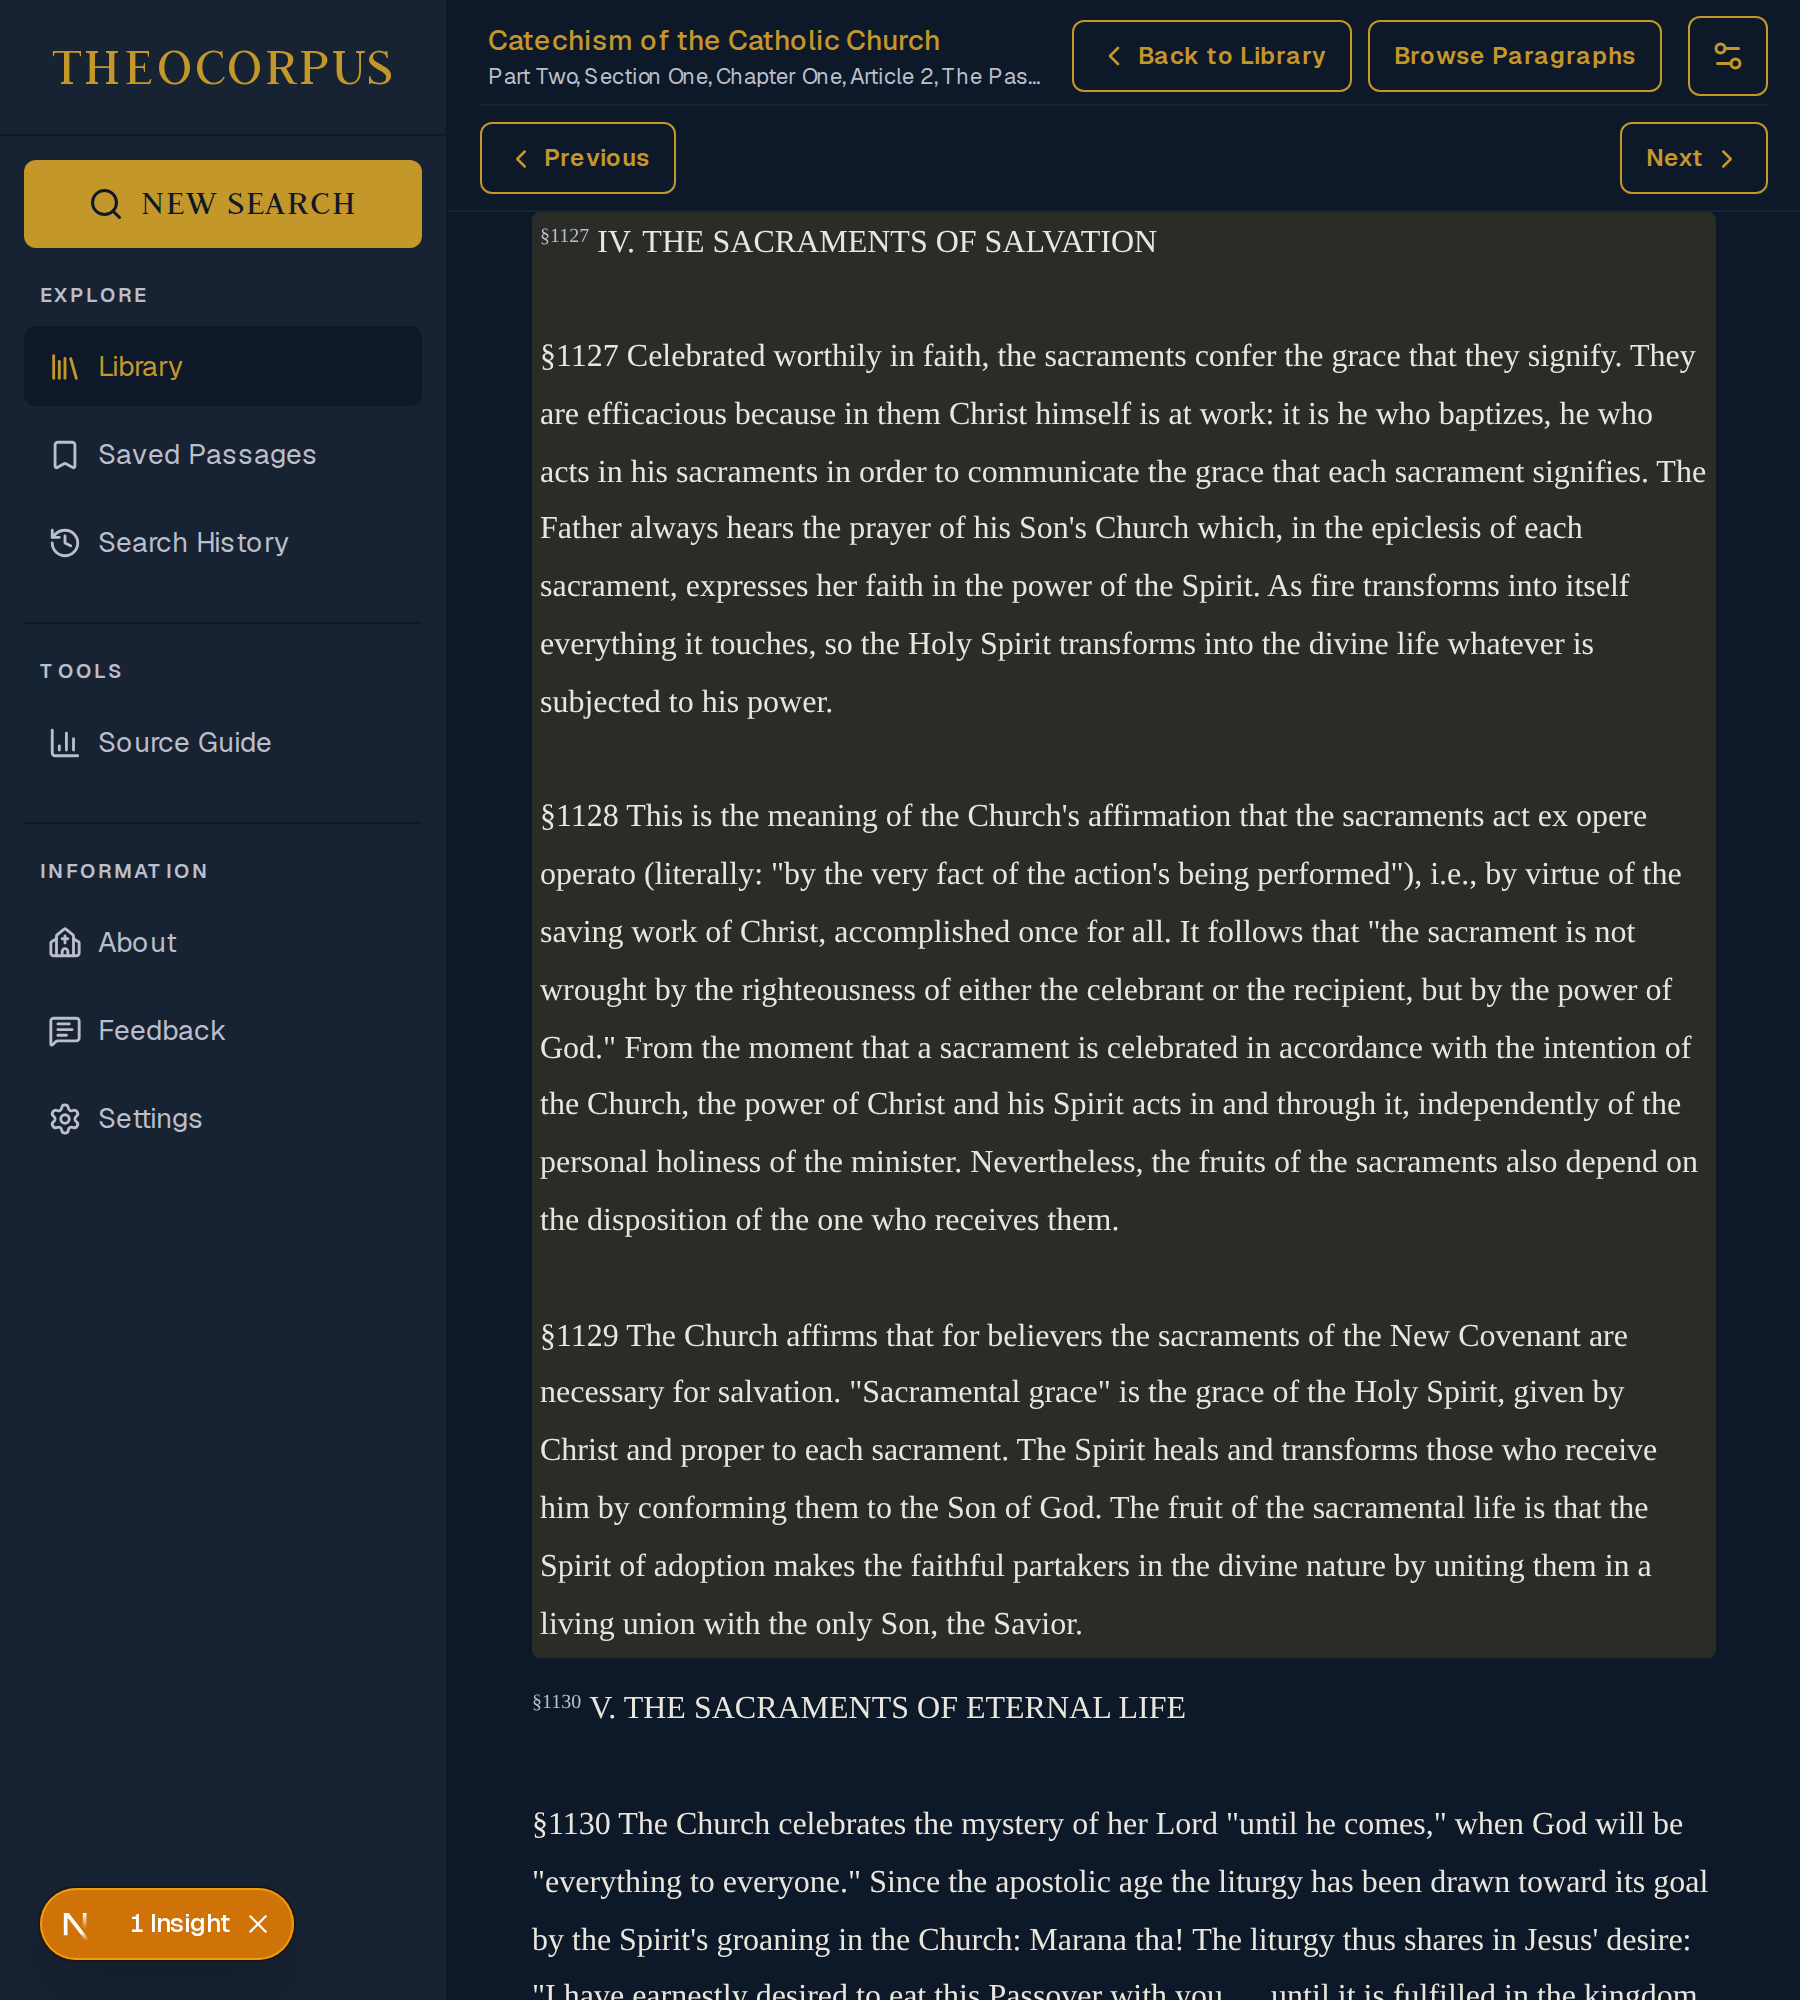 THEOCORPUS
NEW SEARCH
EXPLORE
Library
Saved Passages
Search History
TOOLS
Source Guide
INFORMATION
About
Feedback
Settings
N 1 Insight
Catechism of the Catholic Church
Part Two, Section One, Chapter One, Article 2, The Pas...
Back to Library
Browse Paragraphs
Previous
Next
§1127 IV. THE SACRAMENTS OF SALVATION
§1127 Celebrated worthily in faith, the sacraments confer the grace that they signify. They
are efficacious because in them Christ himself is at work: it is he who baptizes, he who
acts in his sacraments in order to communicate the grace that each sacrament signifies. The
Father always hears the prayer of his Son's Church which, in the epiclesis of each
sacrament, expresses her faith in the power of the Spirit. As fire transforms into itself
everything it touches, so the Holy Spirit transforms into the divine life whatever is
subjected to his power.
§1128 This is the meaning of the Church's affirmation that the sacraments act ex opere
operato (literally: "by the very fact of the action's being performed"), i.e., by virtue of the
saving work of Christ, accomplished once for all. It follows that "the sacrament is not
wrought by the righteousness of either the celebrant or the recipient, but by the power of
God." From the moment that a sacrament is celebrated in accordance with the intention of
the Church, the power of Christ and his Spirit acts in and through it, independently of the
personal holiness of the minister. Nevertheless, the fruits of the sacraments also depend on
the disposition of the one who receives them.
§1129 The Church affirms that for believers the sacraments of the New Covenant are
necessary for salvation. "Sacramental grace" is the grace of the Holy Spirit, given by
Christ and proper to each sacrament. The Spirit heals and transforms those who receive
him by conforming them to the Son of God. The fruit of the sacramental life is that the
Spirit of adoption makes the faithful partakers in the divine nature by uniting them in a
living union with the only Son, the Savior.
§1130 V. THE SACRAMENTS OF ETERNAL LIFE
§1130 The Church celebrates the mystery of her Lord "until he comes," when God will be
"everything to everyone." Since the apostolic age the liturgy has been drawn toward its goal
by the Spirit's groaning in the Church: Marana tha! The liturgy thus shares in Jesus' desire:
"I have earnestly desired to eat this Passover with you . . . until it is fulfilled in the kingdom